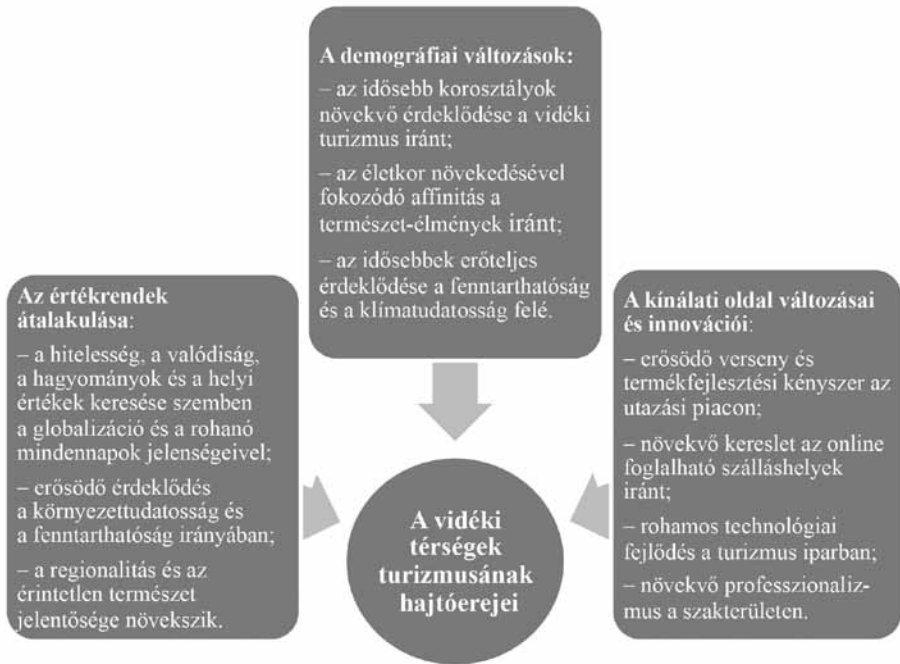 A demográfiai változások:
– az idősebb korosztályok
növekvő érdeklődése a vidéki
turizmus iránt;
– az életkor növekedésével
fokozódó affinitás a
természet-élmények iránt;
– az idősebbek erőteljes
érdeklődése a fenntarthatóság
és a klímatudatosság felé.
Az értékrendek
átalakulása:
– a hitelesség, a valódiság,
a hagyományok és a helyi
értékek keresése szemben
a globalizáció és a rohanó
mindennapok jelenségeivel;
– erősödő érdeklődés
a környezettudatosság és
a fenntarthatóság irányában;
– a regionalitás és az
érintetlen természet
jelentősége növekszik.
A kínálati oldal változásai
és innovációi:
– erősödő verseny és
termékfejlesztési kényszer az
utazási piacon;
– növekvő kereslet az online
foglalható szálláshelyek
iránt;
– rohamos technológiai
fejlődés a turizmus iparban;
– növekvő professzionaliz-
mus a szakterületen.
A vidéki
térségek
turizmusának
hajtóerejei